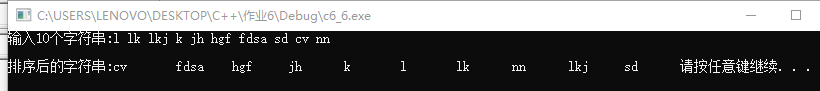 C:\USERS\LENOVO\DESKTOP\C++\作业6\Debug\c6_6.exe
输入10个字符串:l lk lkj k jh hgf fdsa sd cv nn
排序后的字符串:cv fdsa hgf jh k l lk nn lkj sd 请按任意键继续. . .